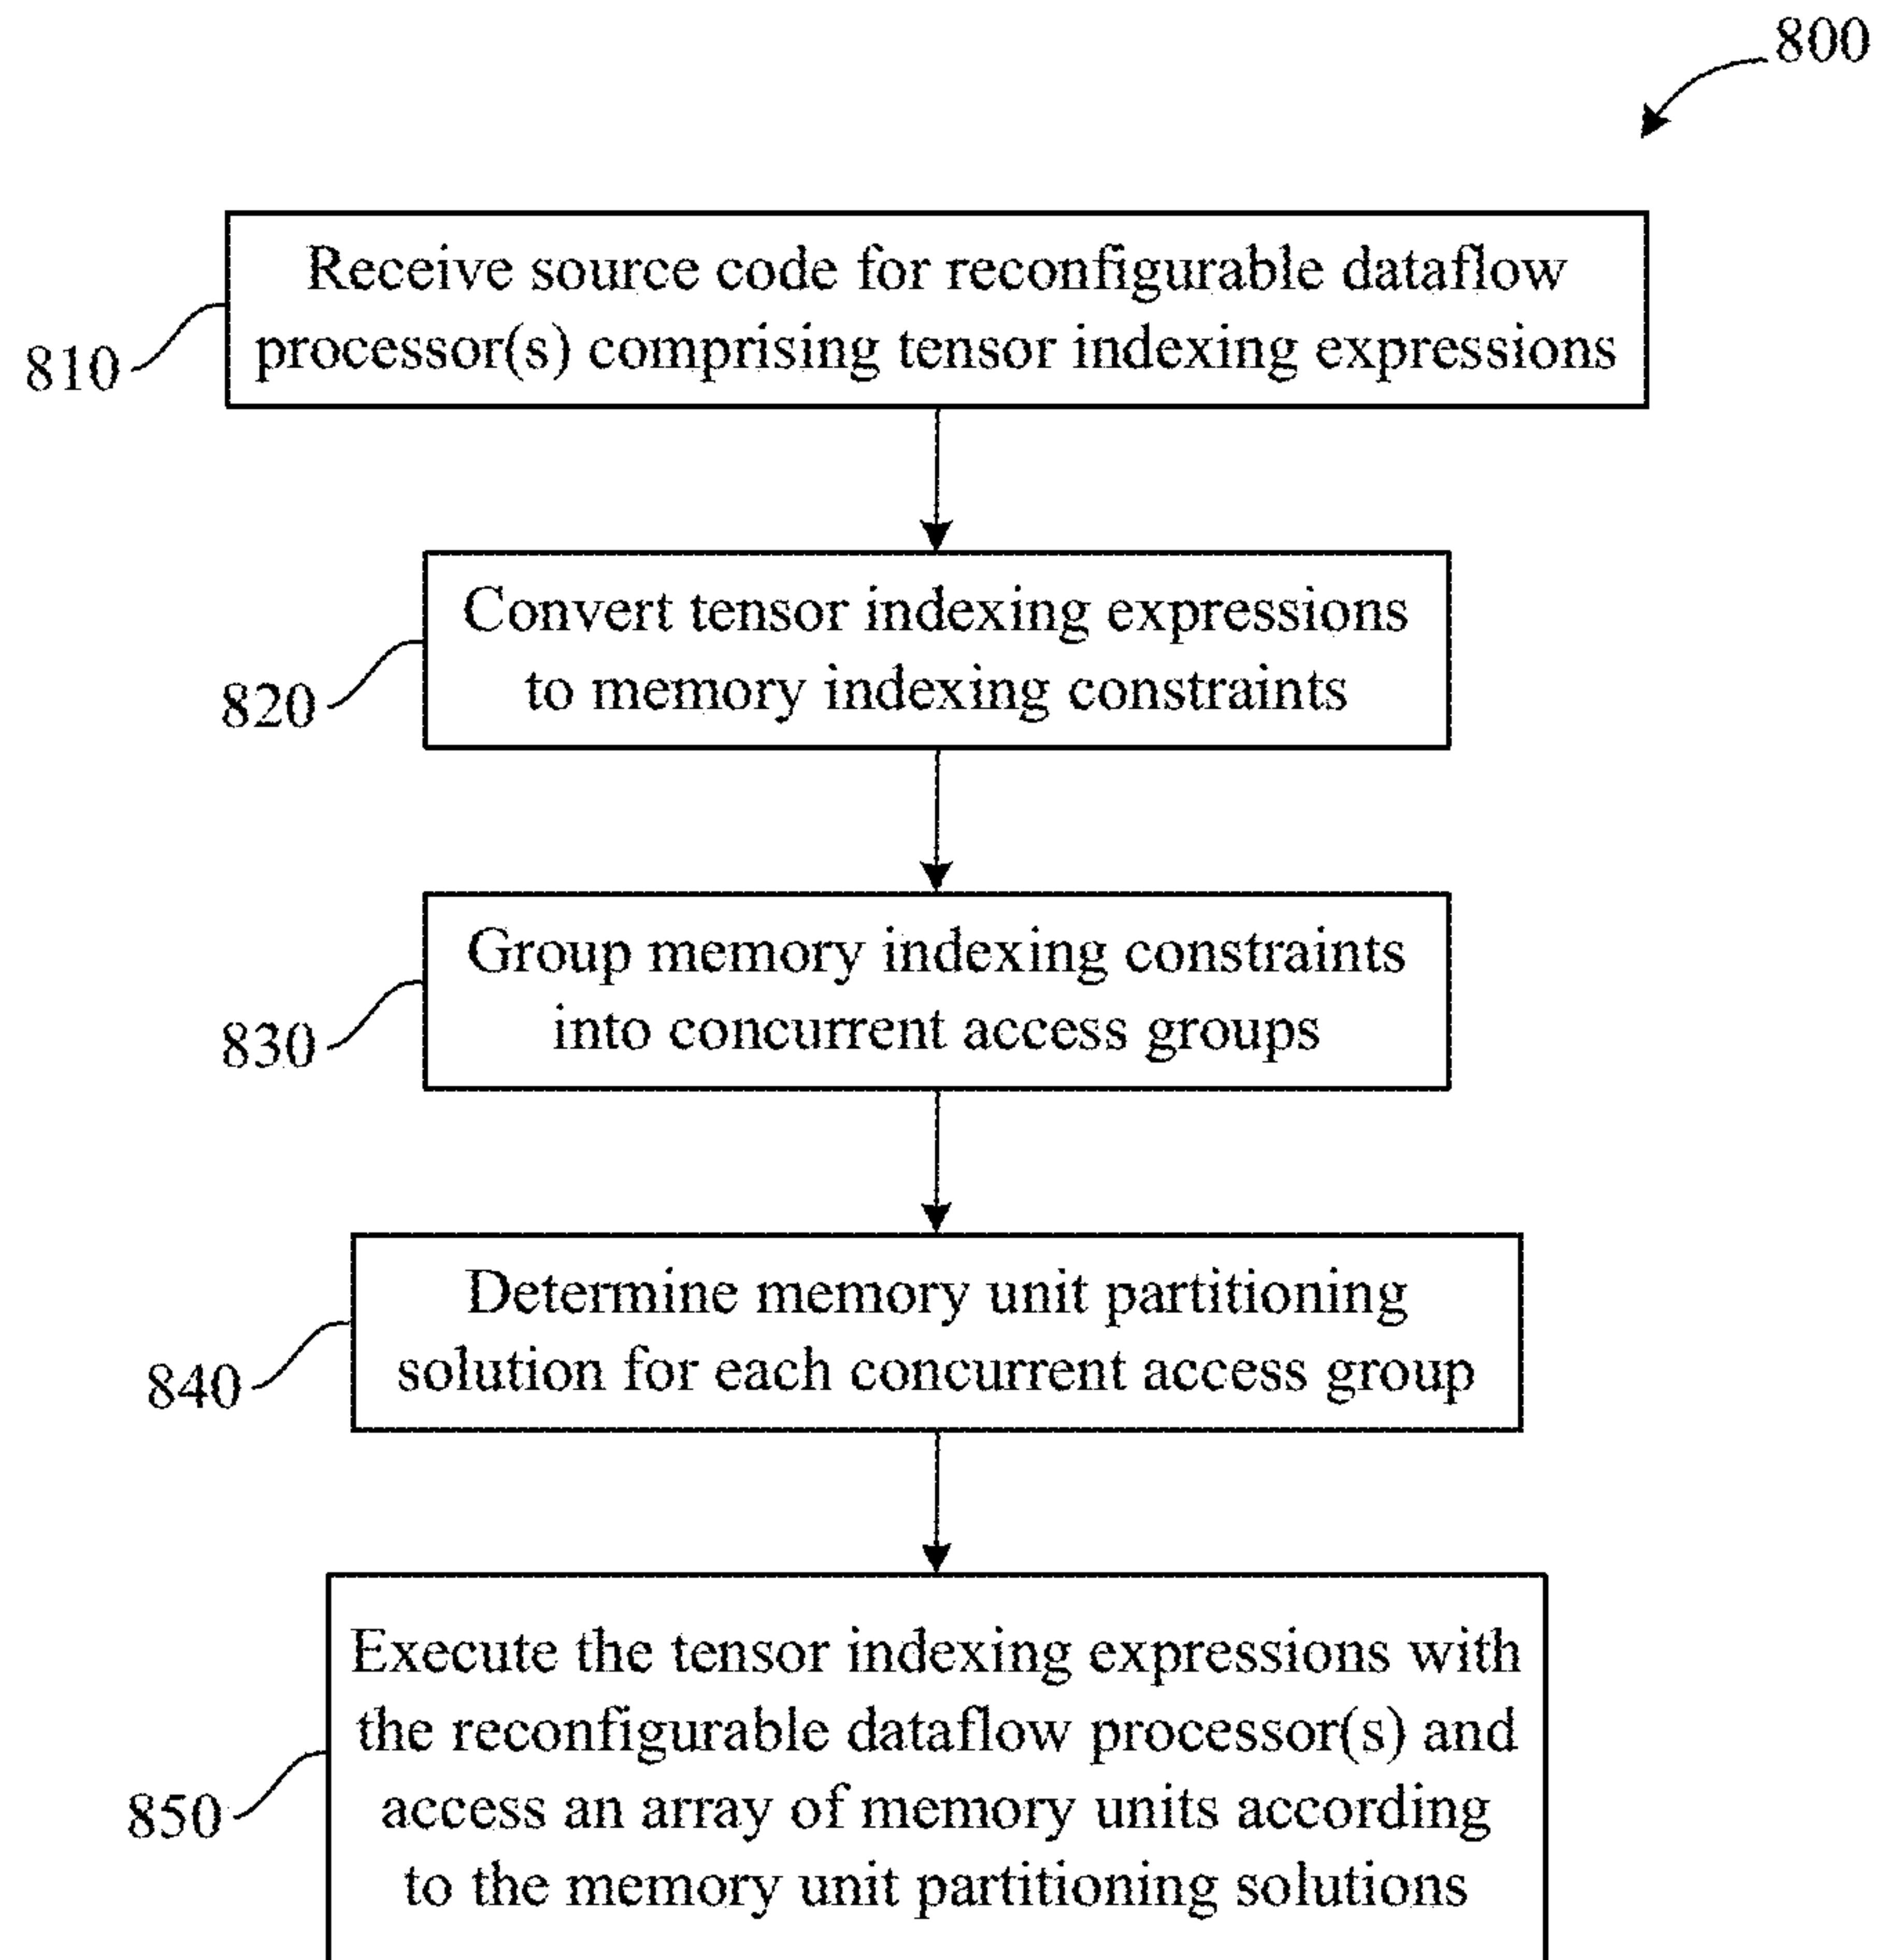 800
Receive source code for reconfigurable dataflow
processor(s) comprising tensor indexing expressions
810
Convert tensor indexing expressions
to memory indexing constraints
820
Group memory indexing constraints
into concurrent access groups
830
Determine memory unit partitioning
solution for each concurrent access group
840
Execute the tensor indexing expressions with
the reconfigurable dataflow processor(s) and
access an array of memory units according
to the memory unit partitioning solutions
850